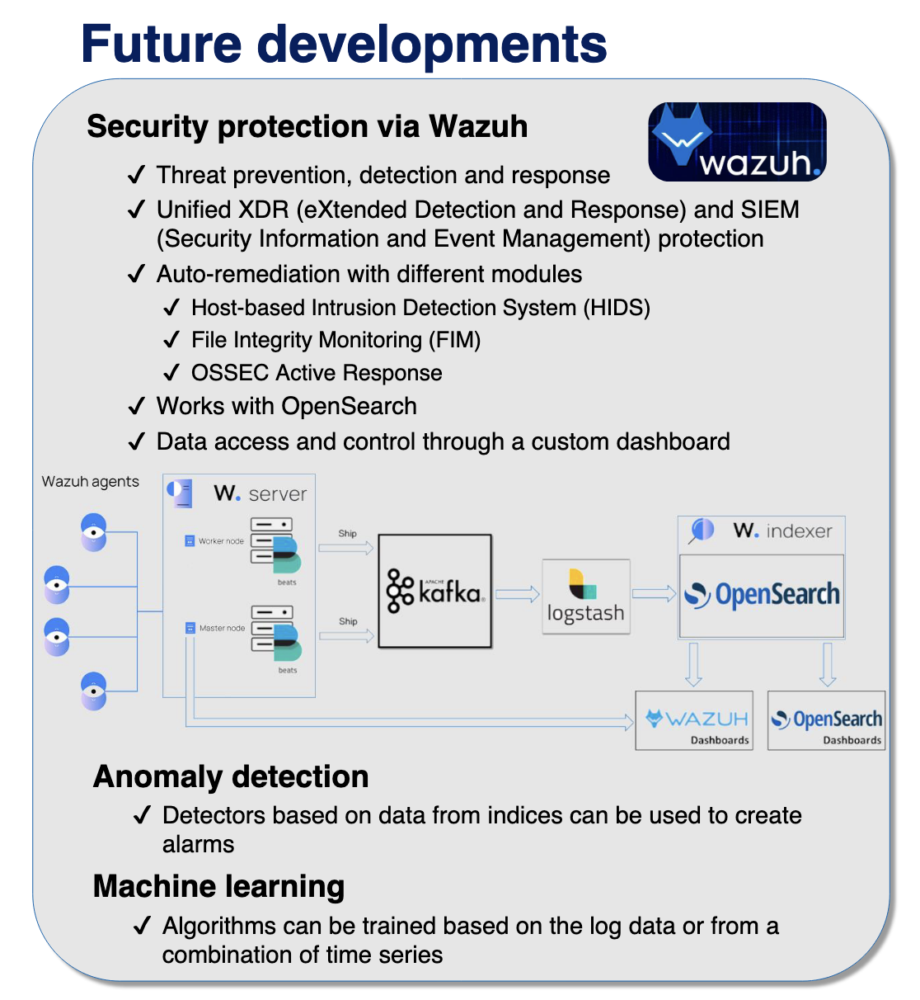 Future developments
Security protection via Wazuh
wazuh.
✓ Threat prevention, detection and response
✓ Unified XDR (eXtended Detection and Response) and SIEM
(Security Information and Event Management) protection
✓ Auto-remediation with different modules
✓ Host-based Intrusion Detection System (HIDS)
✓ File Integrity Monitoring (FIM)
✓ OSSEC Active Response
✓ Works with OpenSearch
✓ Data access and control through a custom dashboard
Wazuh agents
W. server
Worker node
beats
Ship
Master node
beats
Ship
APACHE
kafka®
logstash
W. indexer
OpenSearch
WAZUH
Dashboards
OpenSearch
Dashboards
Anomaly detection
✓ Detectors based on data from indices can be used to create
alarms
Machine learning
✓ Algorithms can be trained based on the log data or from a
combination of time series